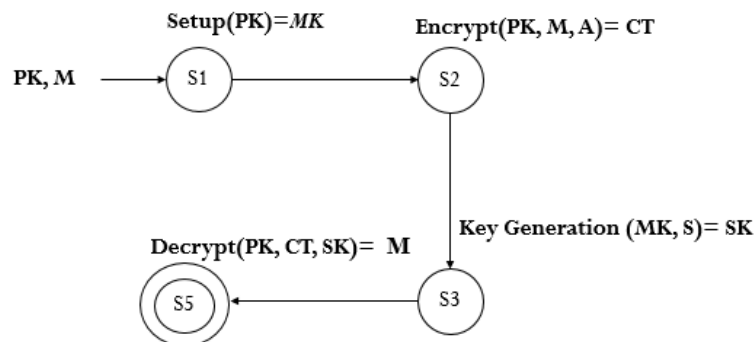 Setup(PK)=MK
Encrypt(PK, M, A)= CT
PK, M
S1
S2
Key Generation (MK, S)= SK
Decrypt(PK, CT, SK)= M
S5
S3